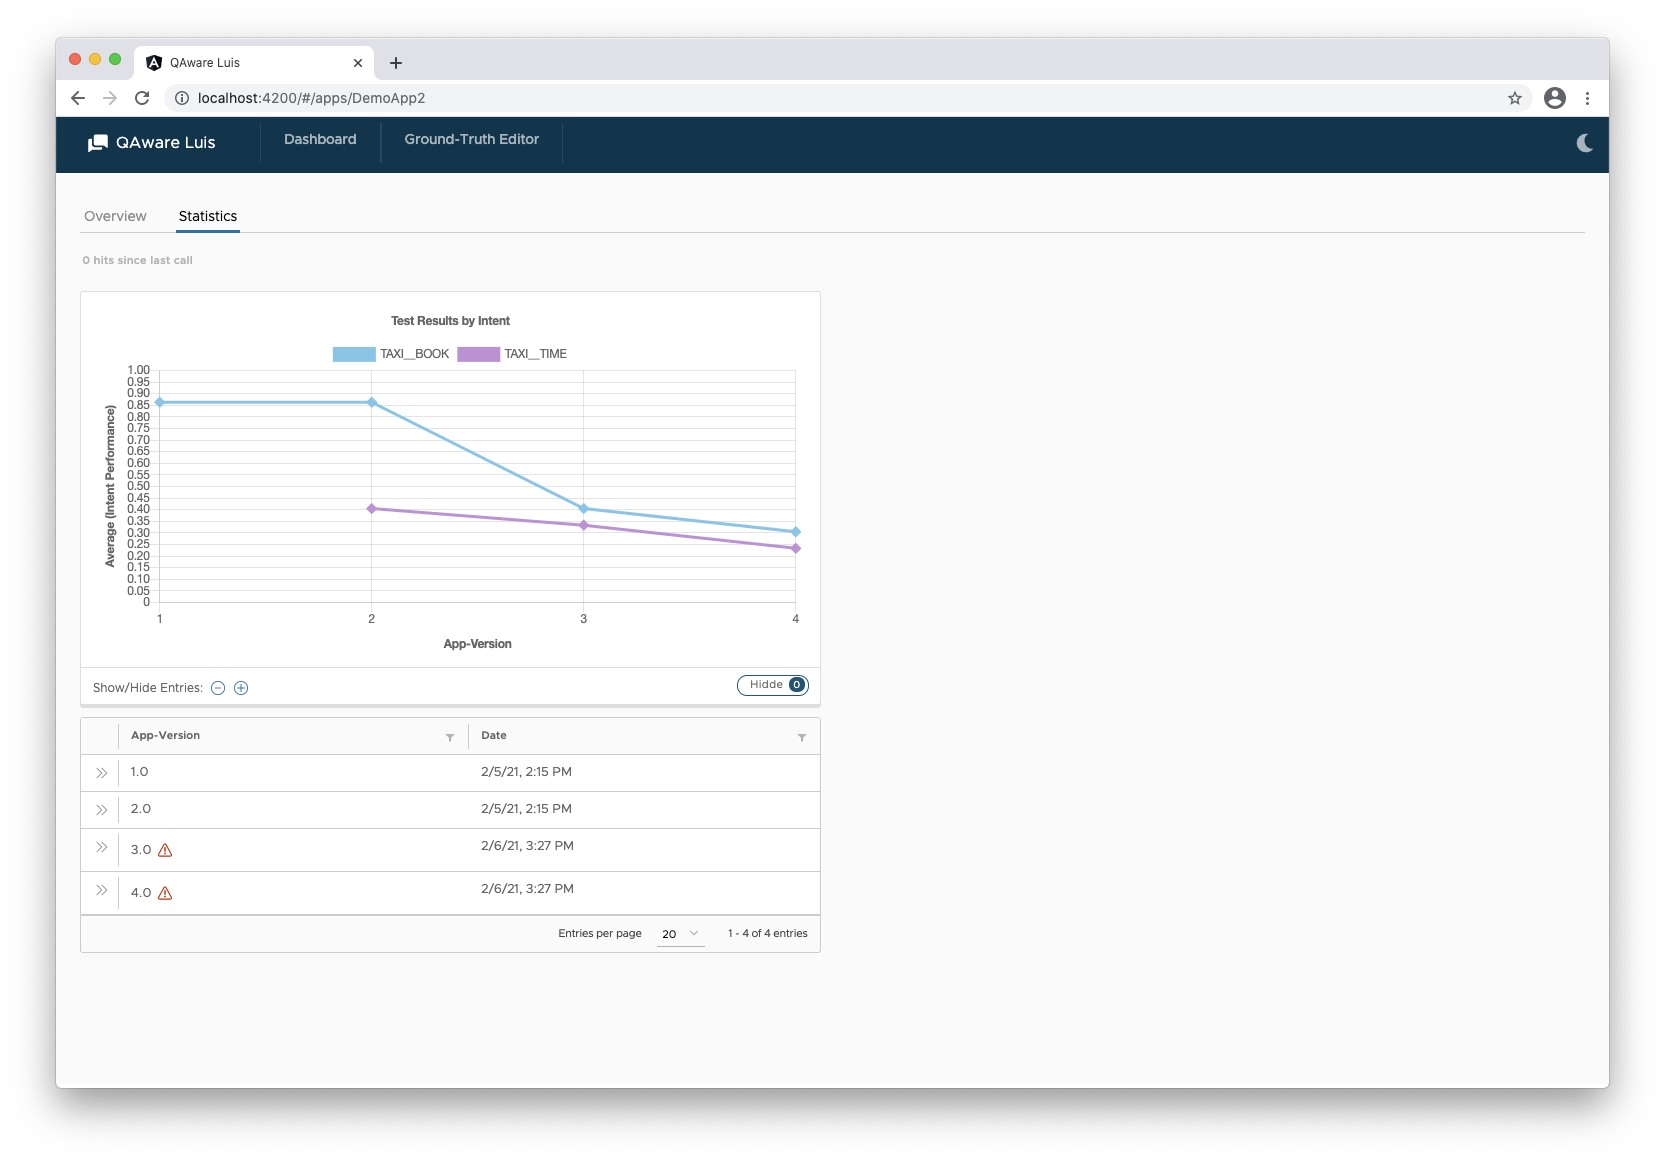 QAware Luis
localhost:4200/#/apps/DemoApp2
QAware Luis Dashboard Ground-Truth Editor
Overview Statistics
0 hits since last call
Test Results by Intent
TAXI__BOOK TAXI__TIME
1.00
0.95
0.90
0.85
0.80
0.75
0.70
0.65
0.60
0.55
0.50
0.45
0.40
0.35
0.30
0.25
0.20
0.15
0.10
0.05
0
Average (Intent Performance)
1 2 3 4
App-Version
Show/Hide Entries: Hidde 0
App-Version Date
1.0 2/5/21, 2:15 PM
2.0 2/5/21, 2:15 PM
3.0 2/6/21, 3:27 PM
4.0 2/6/21, 3:27 PM
Entries per page 20 1 - 4 of 4 entries